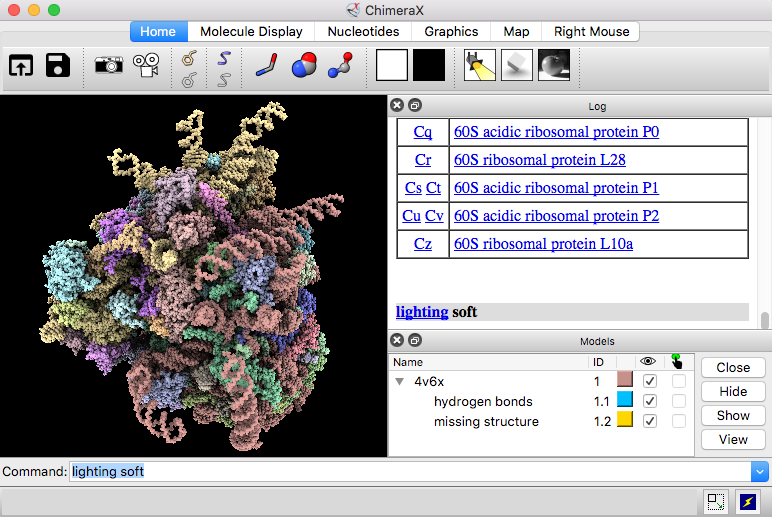 ChimeraX
Home Molecule Display Nucleotides Graphics Map Right Mouse
Log
Cq 60S acidic ribosomal protein P0
Cr 60S ribosomal protein L28
Cs Ct 60S acidic ribosomal protein P1
Cu Cv 60S acidic ribosomal protein P2
Cz 60S ribosomal protein L10a
lighting soft
Models
Name ID
4v6x 1
hydrogen bonds 1.1
missing structure 1.2
Close
Hide
Show
View
Command: lighting soft